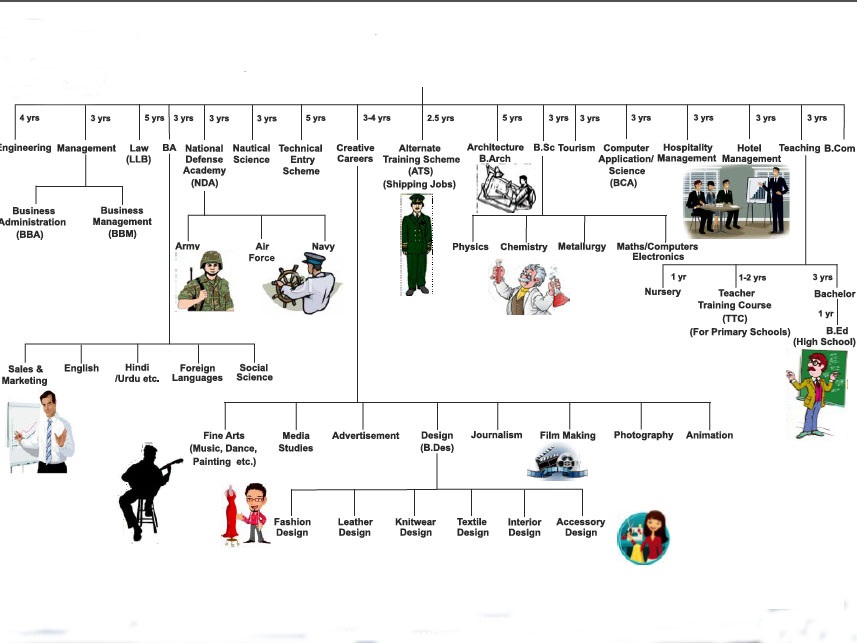 4 yrs
3 yrs
5 yrs
3 yrs
3 yrs
3 yrs
5 yrs
3-4 yrs
2.5 yrs
5 yrs
3 yrs
3 yrs
3 yrs
3 yrs
3 yrs
3 yrs
Engineering
Management
Law
(LLB)
BA
National
Defense
Academy
(NDA)
Nautical
Science
Technical
Entry
Scheme
Creative
Careers
Alternate
Training Scheme
(ATS)
(Shipping Jobs)
Architecture
B.Arch
B.Sc
Tourism
Computer
Application/
Science
(BCA)
Hospitality
Management
Hotel
Management
Teaching
B.Com
Business
Administration
(BBA)
Business
Management
(BBM)
Army
Air
Force
Navy
Physics
Chemistry
Metallurgy
Maths/Computers
Electronics
1 yr
Nursery
1-2 yrs
Teacher
Training Course
(TTC)
(For Primary Schools)
3 yrs
Bachelor
1 yr
B.Ed
(High School)
Sales &
Marketing
English
Hindi
/Urdu etc.
Foreign
Languages
Social
Science
Fine Arts
(Music, Dance,
Painting etc.)
Media
Studies
Advertisement
Design
(B.Des)
Journalism
Film Making
Photography
Animation
Fashion
Design
Leather
Design
Knitwear
Design
Textile
Design
Interior
Design
Accessory
Design